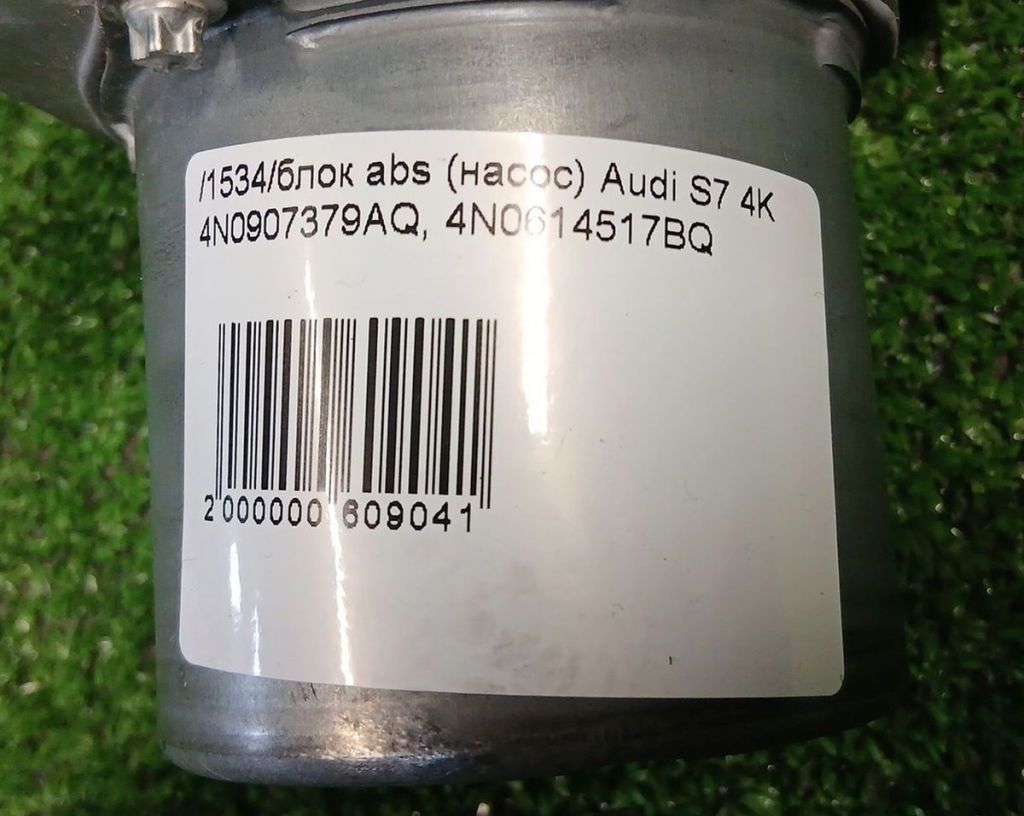 /1534/блок abs (насос) Audi S7 4K
4N0907379AQ, 4N0614517BQ
2 000000 609041